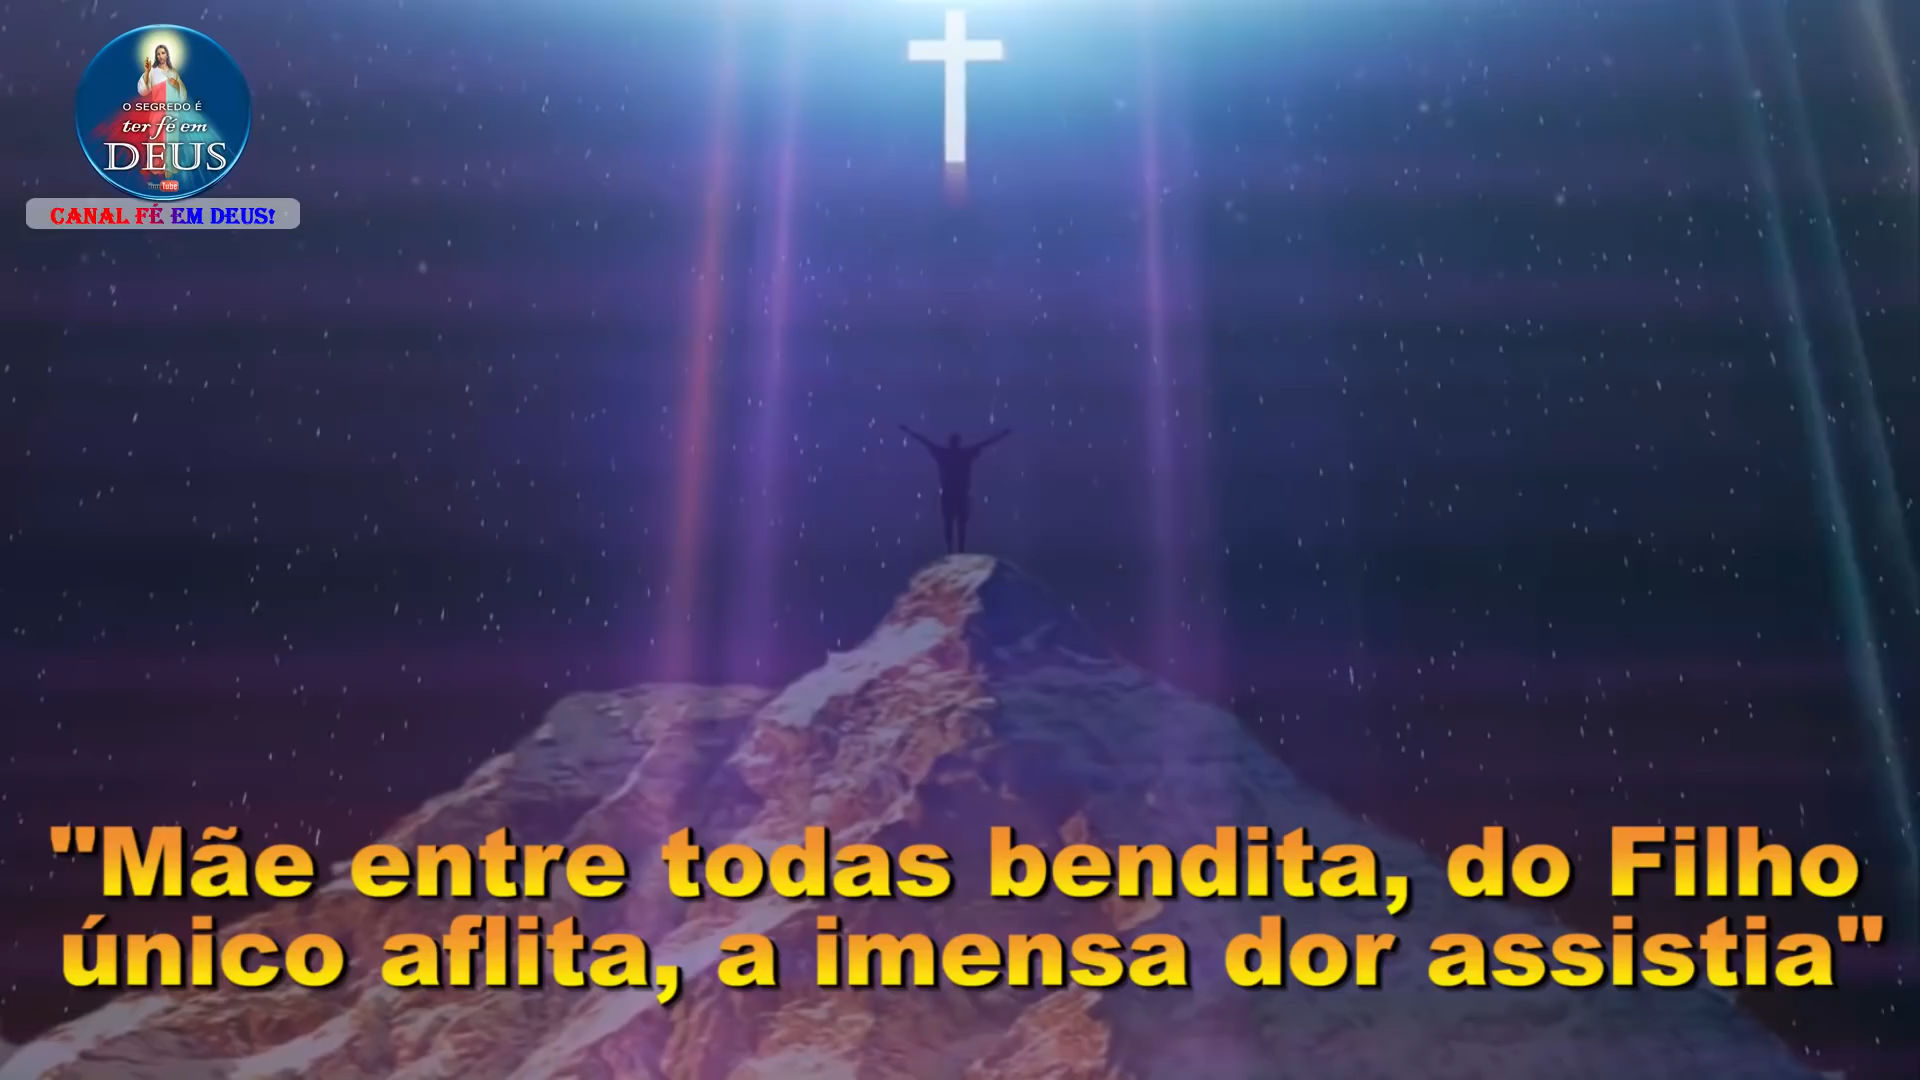 O SEGREDO É
ter fé em
DEUS
YouTube
CANAL FÉ EM DEUS!
"Mãe entre todas bendita, do Filho
único aflita, a imensa dor assistia"